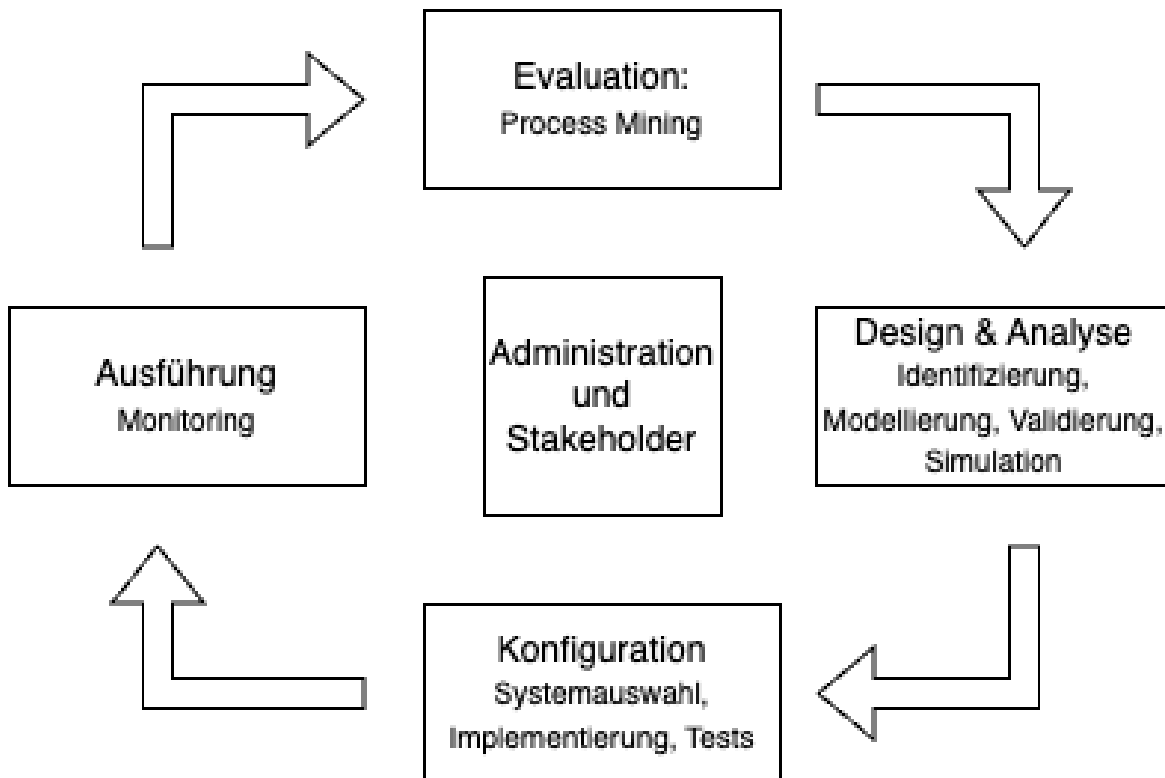 Evaluation:
Process Mining
Ausführung
Monitoring
Administration
und
Stakeholder
Design & Analyse
Identifizierung,
Modellierung, Validierung,
Simulation
Konfiguration
Systemauswahl,
Implementierung, Tests